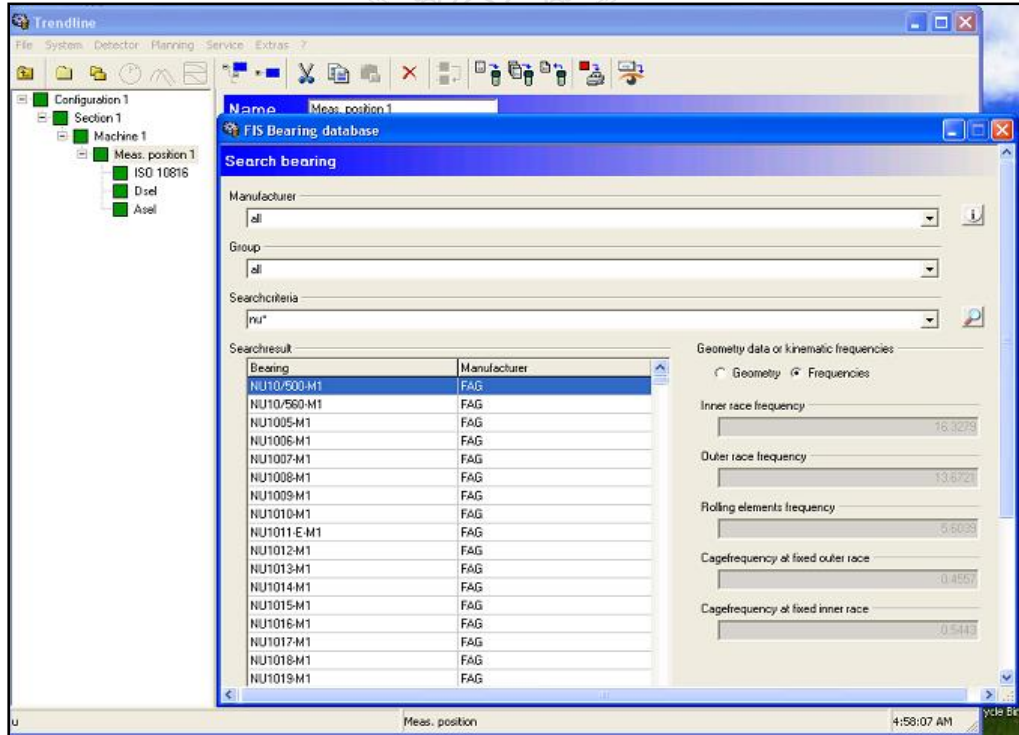 Trendline
File System Detector Planning Service Extras ?
Configuration 1
Section 1
Machine 1
Meas. position 1
ISO 10816
Dsel
Asel
Name Meas. position 1
FIS Bearing database
Search bearing
Manufacturer
all
i
Group
all
Searchcriteria
nu*
Searchresult
Bearing Manufacturer
NU10/500-M1 FAG
NU10/560-M1 FAG
NU1005-M1 FAG
NU1006-M1 FAG
NU1007-M1 FAG
NU1008-M1 FAG
NU1009-M1 FAG
NU1010-M1 FAG
NU1011-E-M1 FAG
NU1012-M1 FAG
NU1013-M1 FAG
NU1014-M1 FAG
NU1015-M1 FAG
NU1016-M1 FAG
NU1017-M1 FAG
NU1018-M1 FAG
NU1019-M1 FAG
Geometry data or kinematic frequencies
Geometry Frequencies
Inner race frequency
16.3279
Outer race frequency
13.6721
Rolling elements frequency
5.6039
Cagefrequency at fixed outer race
0.4557
Cagefrequency at fixed inner race
0.5443
u Meas. position 4:58:07 AM
ycle Bin